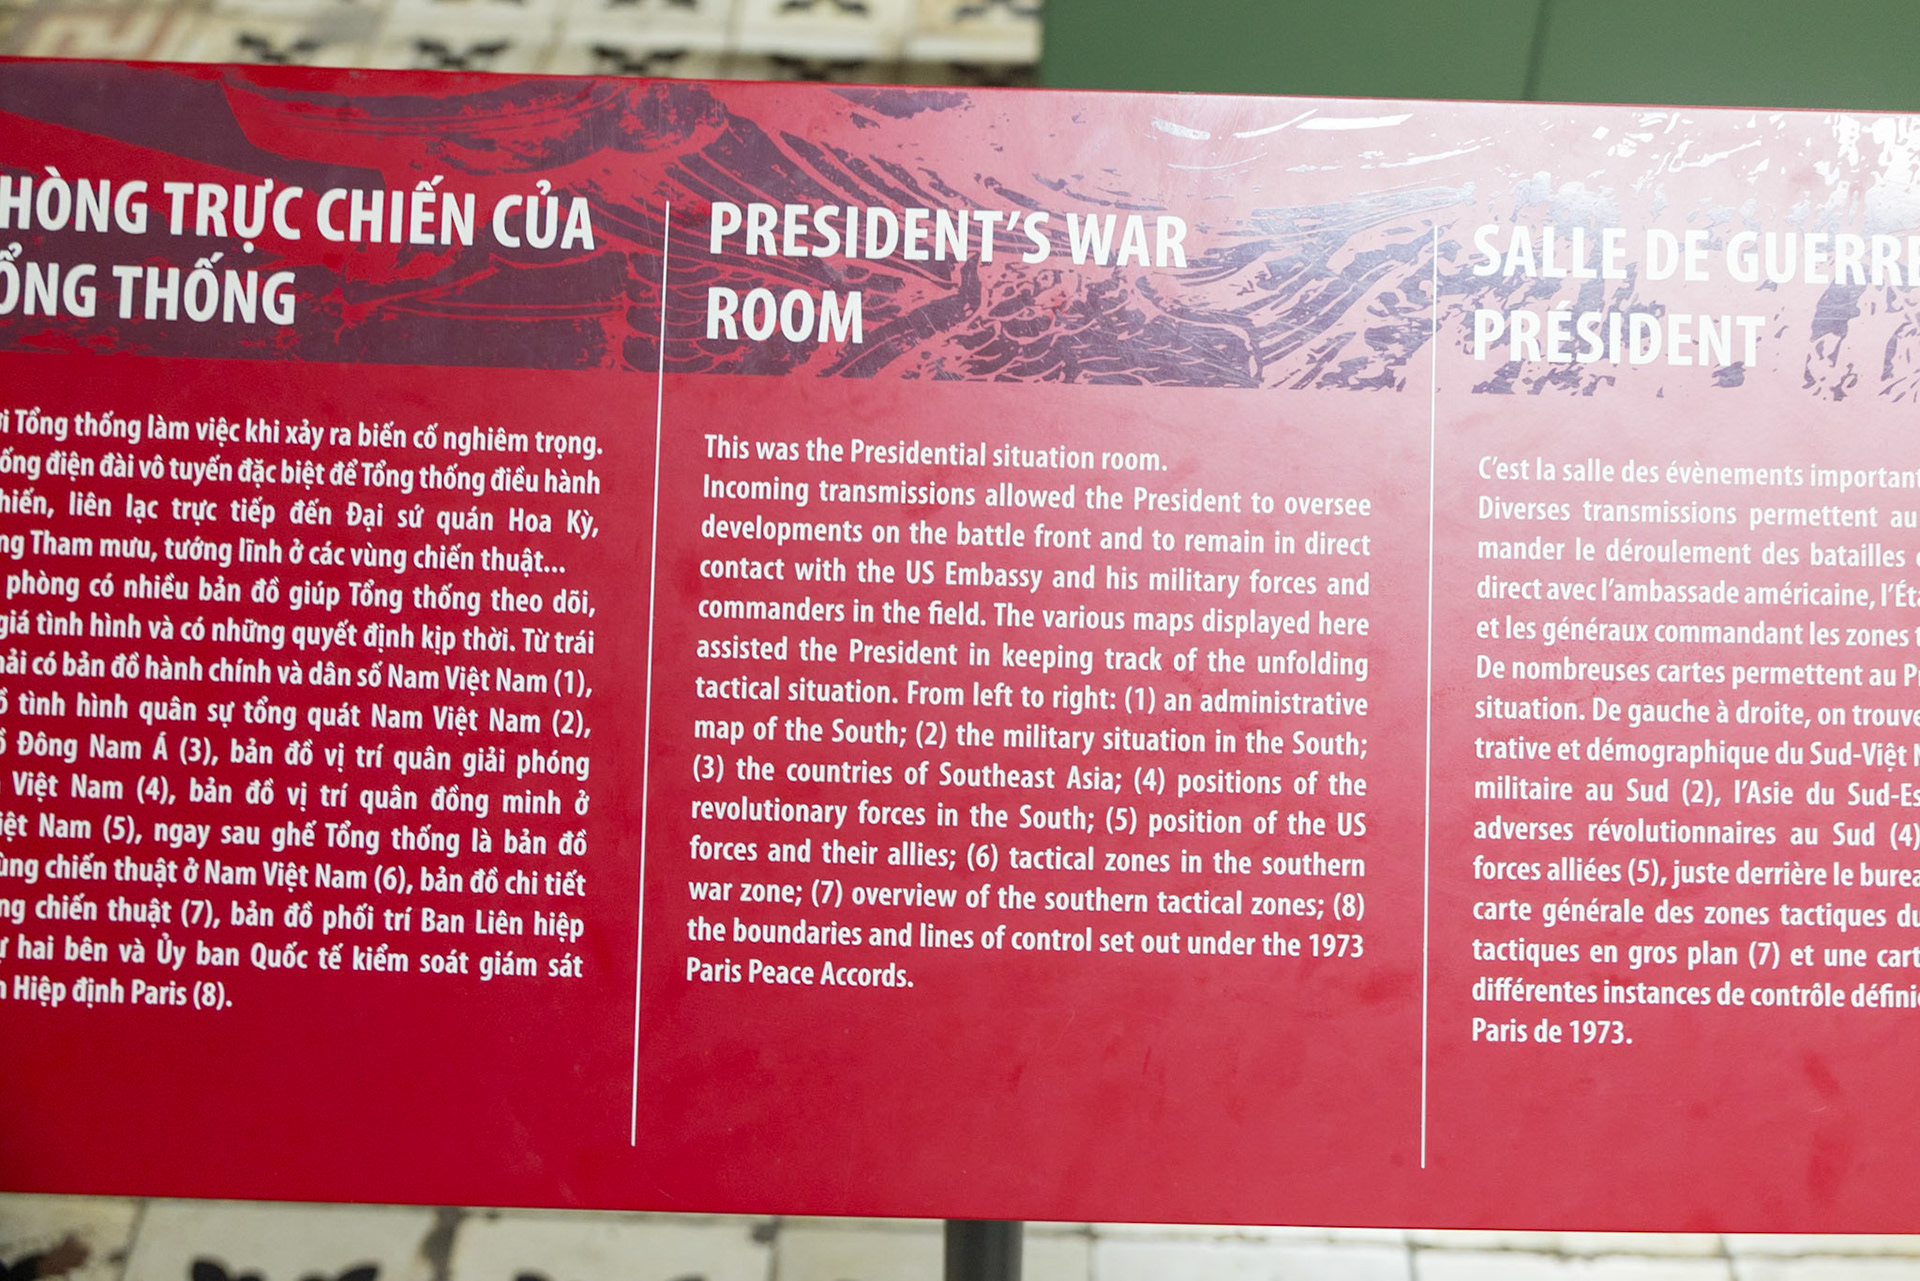 HÒNG TRỰC CHIẾN CỦA
ỔNG THỐNG
Tổng thống làm việc khi xảy ra biến cố nghiêm trọng.
ống điện đài vô tuyến đặc biệt để Tổng thống điều hành
hiến, liên lạc trực tiếp đến Đại sứ quán Hoa Kỳ,
ng Tham mưu, tướng lĩnh ở các vùng chiến thuật...
phòng có nhiều bản đồ giúp Tổng thống theo dõi,
giá tình hình và có những quyết định kịp thời. Từ trái
hải có bản đồ hành chính và dân số Nam Việt Nam (1),
tình hình quân sự tổng quát Nam Việt Nam (2),
Đông Nam Á (3), bản đồ vị trí quân giải phóng
Việt Nam (4), bản đồ vị trí quân đồng minh ở
iệt Nam (5), ngay sau ghế Tổng thống là bản đồ
ùng chiến thuật ở Nam Việt Nam (6), bản đồ chi tiết
ng chiến thuật (7), bản đồ phối trí Ban Liên hiệp
hai bên và Ủy ban Quốc tế kiểm soát giám sát
Hiệp định Paris (8).
PRESIDENT'S WAR
ROOM
This was the Presidential situation room.
Incoming transmissions allowed the President to oversee
developments on the battle front and to remain in direct
contact with the US Embassy and his military forces and
commanders in the field. The various maps displayed here
assisted the President in keeping track of the unfolding
tactical situation. From left to right: (1) an administrative
map of the South; (2) the military situation in the South;
(3) the countries of Southeast Asia; (4) positions of the
revolutionary forces in the South; (5) position of the US
forces and their allies; (6) tactical zones in the southern
war zone; (7) overview of the southern tactical zones; (8)
the boundaries and lines of control set out under the 1973
Paris Peace Accords.
SALLE DE GUERRE
PRÉSIDENT
C'est la salle des évènements important
Diverses transmissions permettent au
mander le déroulement des batailles
direct avec l'ambassade américaine, l'Éta
et les généraux commandant les zones
De nombreuses cartes permettent au P
situation. De gauche à droite, on trouve
trative et démographique du Sud-Việt
militaire au Sud (2), l'Asie du Sud-Es
adverses révolutionnaires au Sud (4)
forces alliées (5), juste derrière le burea
carte générale des zones tactiques du
tactiques en gros plan (7) et une cart
différentes instances de contrôle défini
Paris de 1973.